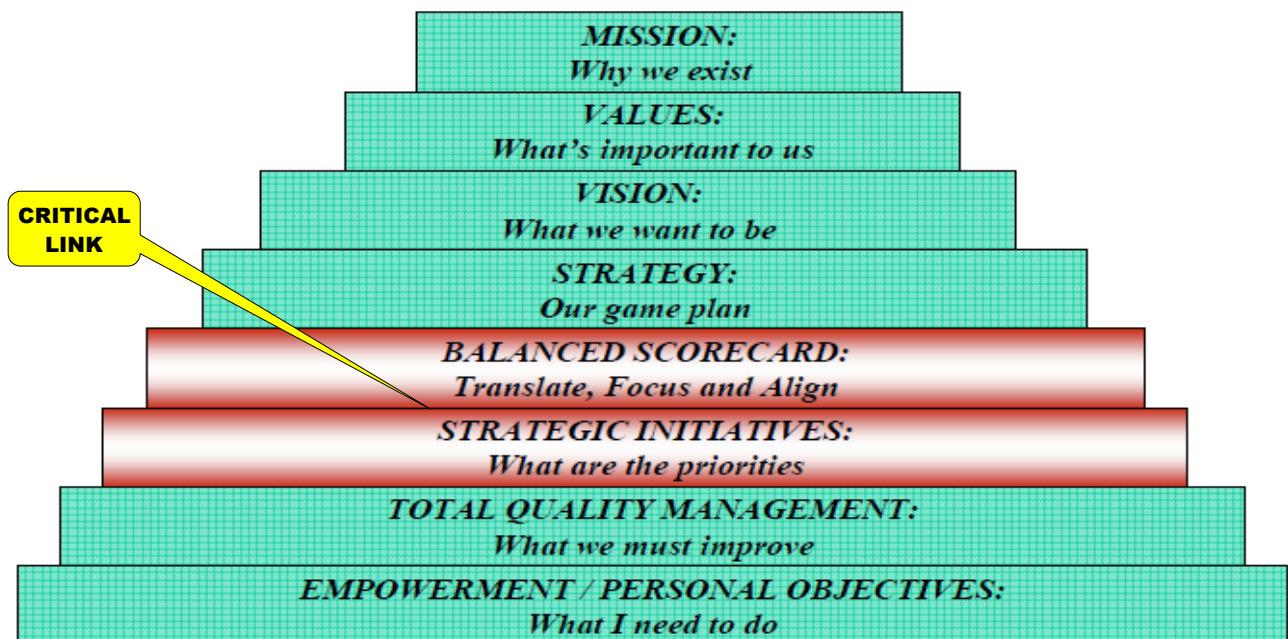 MISSION:
Why we exist
VALUES:
What's important to us
VISION:
What we want to be
CRITICAL
LINK
STRATEGY:
Our game plan
BALANCED SCORECARD:
Translate, Focus and Align
STRATEGIC INITIATIVES:
What are the priorities
TOTAL QUALITY MANAGEMENT:
What we must improve
EMPOWERMENT / PERSONAL OBJECTIVES:
What I need to do